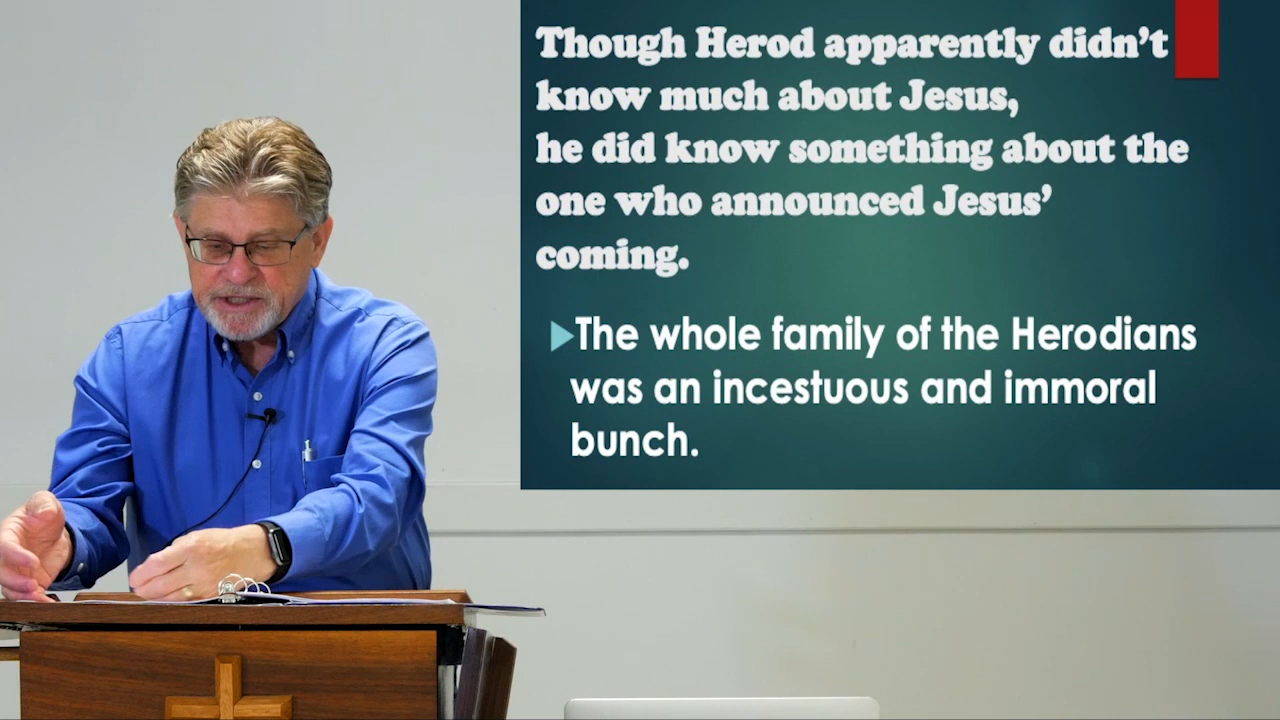 Though Herod apparently didn’t
know much about Jesus,
he did know something about the
one who announced Jesus’
coming.
The whole family of the Herodians
was an incestuous and immoral
bunch.